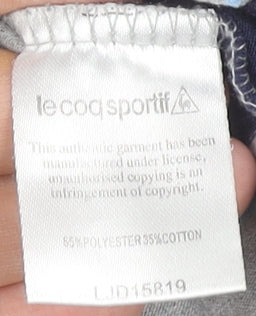 le coq sportif
This authentic garment has been
manufactured under license,
unauthorised copying is an
infringement of copyright.
65%POLYESTER 35%COTTON
LJD15819